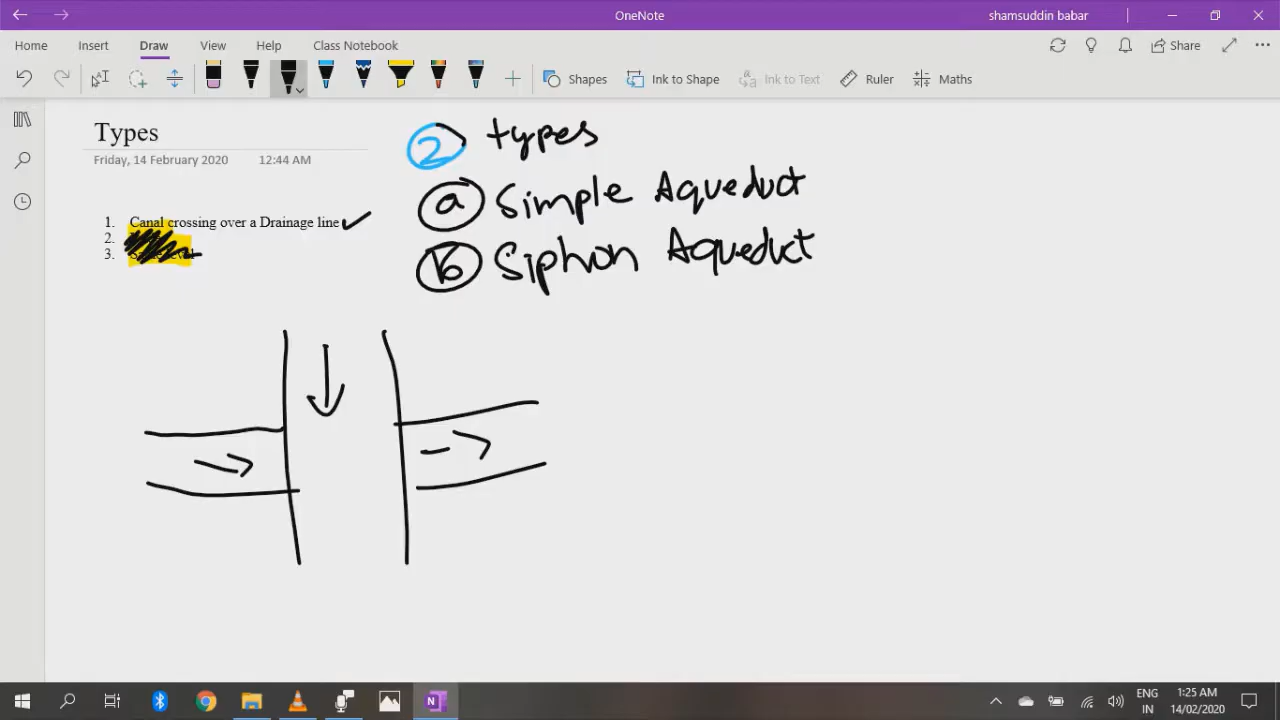 OneNote
shamsuddin babar
Home Insert Draw View Help Class Notebook Share
Shapes Ink to Shape Ink to Text Ruler Maths
Types
Friday, 14 February 2020 12:44 AM
1. Canal crossing over a Drainage line
2.
3.
2 types
a Simple Aqueduct
b Siphon Aqueduct
ENG 1:25 AM
IN 14/02/2020